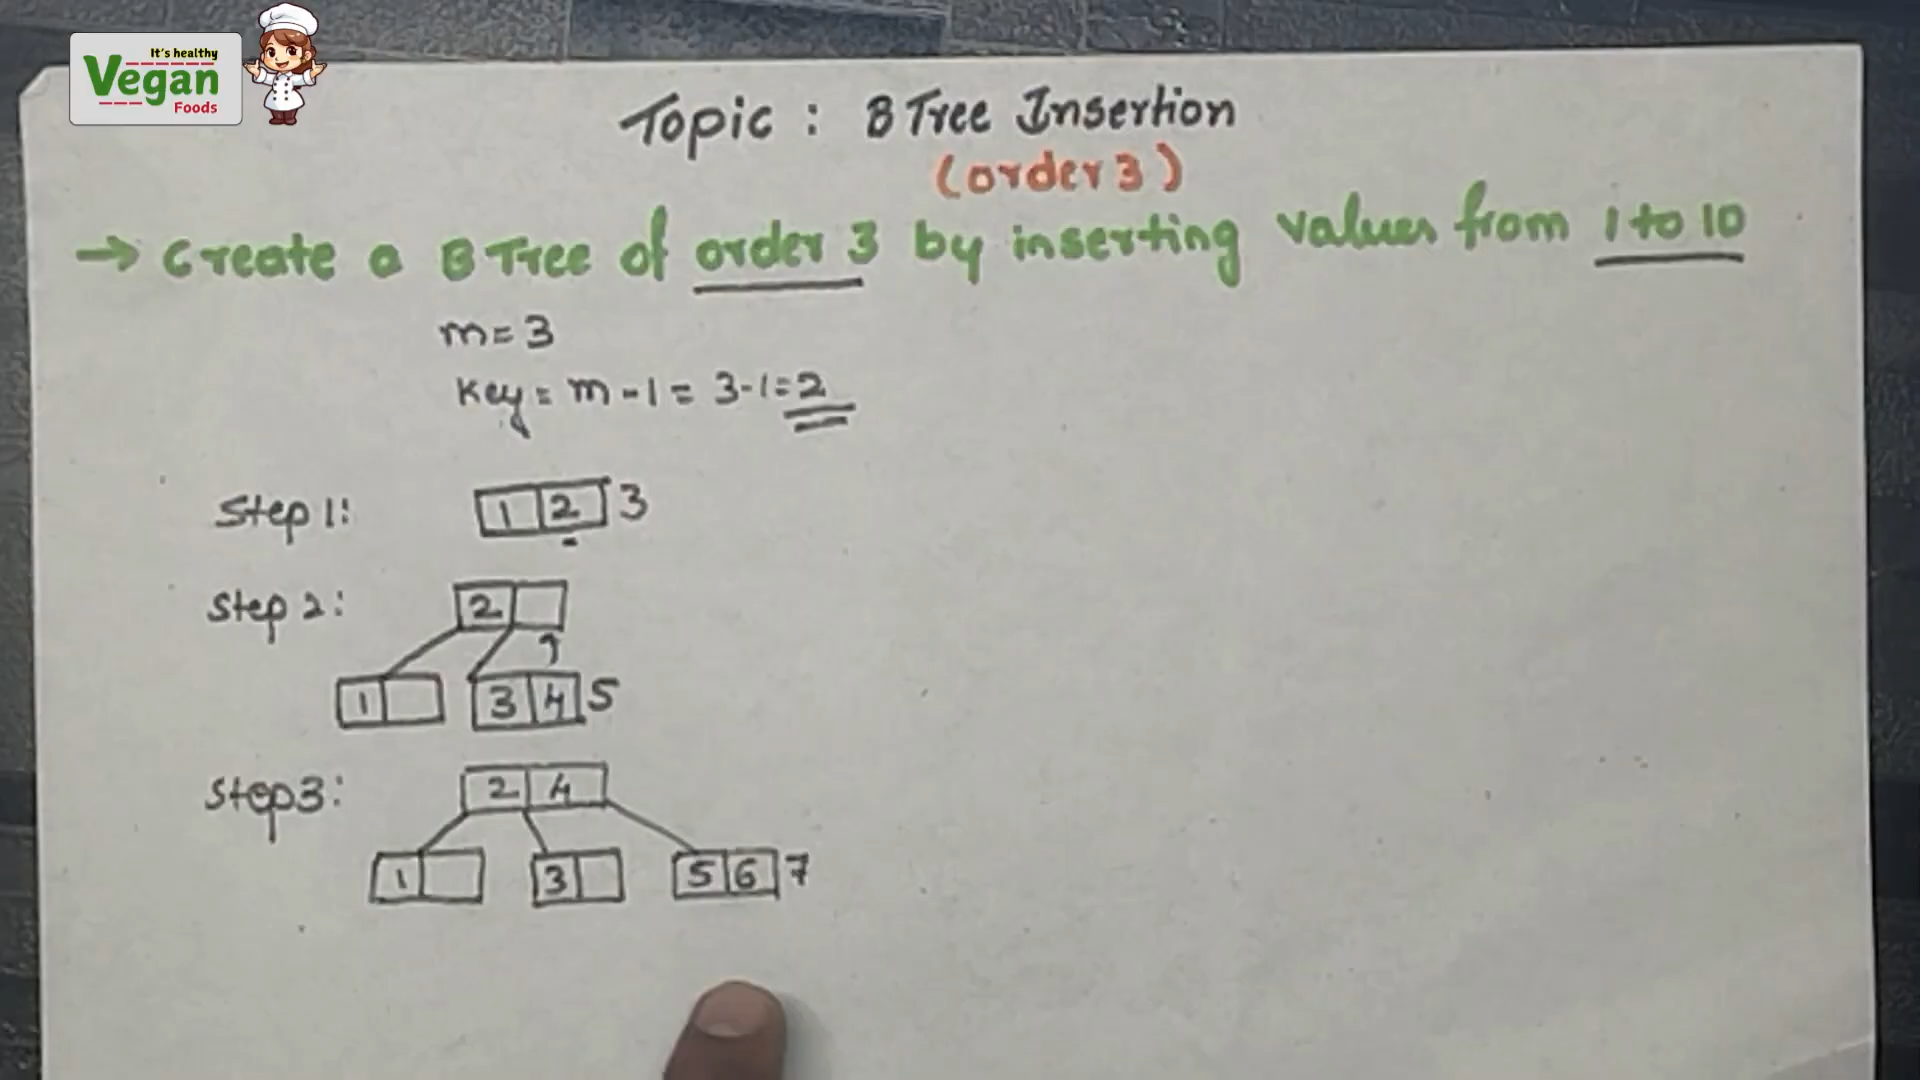 It's healthy
Vegan
Foods
Topic : B Tree Insertion
(order 3)
→ Create a B Tree of order 3 by inserting values from 1 to 10
m = 3
Key = m - 1 = 3 - 1 = 2
Step 1: 1 2 3
Step 2: 2
1 3 4 5
Step 3: 2 4
1 3 5 6 7